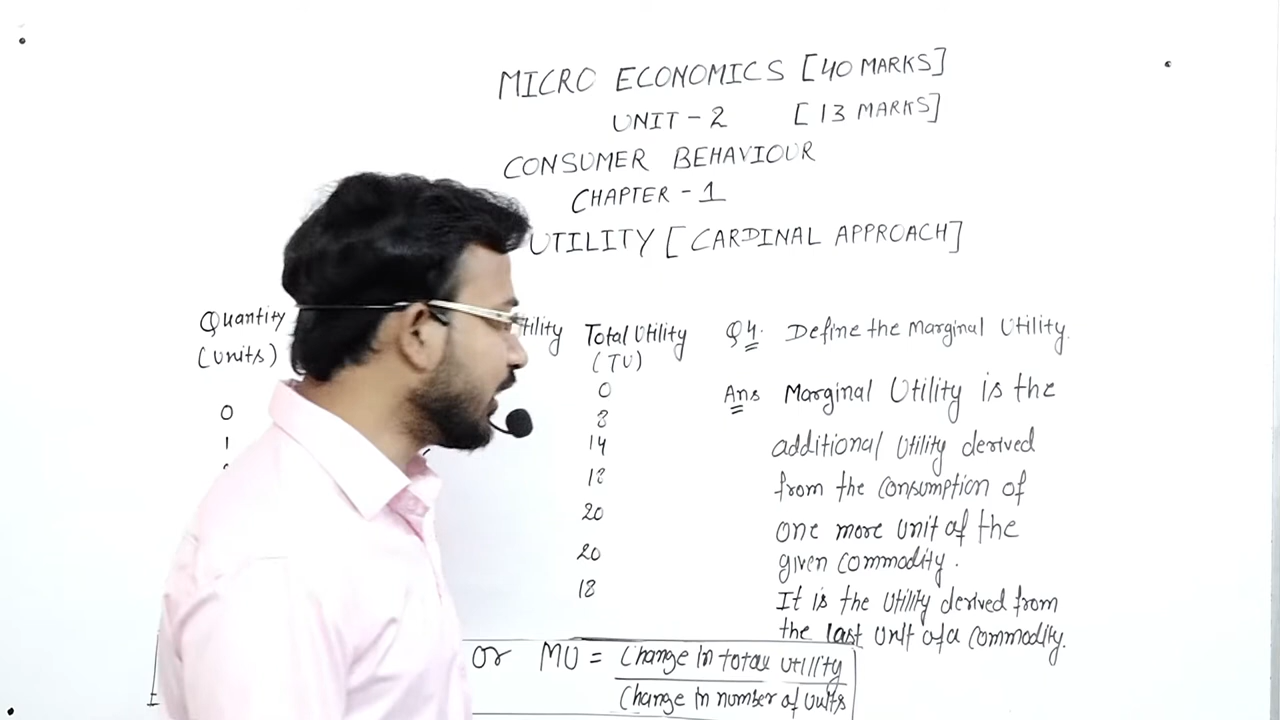 MICRO ECONOMICS [40 MARKS]
UNIT - 2 [13 MARKS]
CONSUMER BEHAVIOUR
CHAPTER - 1
UTILITY [CARDINAL APPROACH]
Quantity
(Units)
0
1
tility
Total Utility
(TU)
0
8
14
18
20
20
18
Q4. Define the Marginal Utility.
Ans Marginal Utility is the
additional Utility derived
from the consumption of
one more unit of the
given commodity.
It is the utility derived from
the last unit of a commodity.
or MU = Change in total utility
Change in number of units